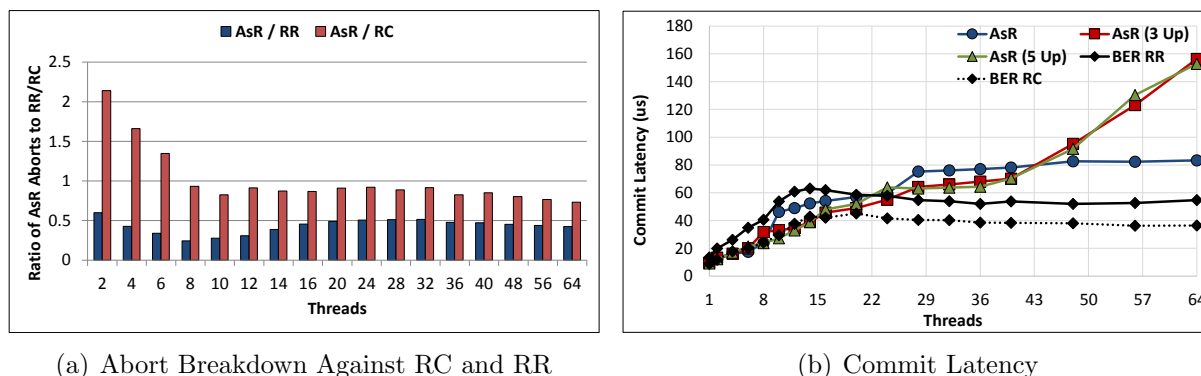 AsR / RR AsR / RC
Ratio of AsR Aborts to RR/RC
2.5
2
1.5
1
0.5
0
2 4 6 8 10 12 14 16 20 24 28 32 36 40 48 56 64
Threads
(a) Abort Breakdown Against RC and RR
AsR AsR (3 Up)
AsR (5 Up) BER RR
BER RC
Commit Latency (us)
180
160
140
120
100
80
60
40
20
0
1 8 15 22 29 36 43 50 57 64
Threads
(b) Commit Latency